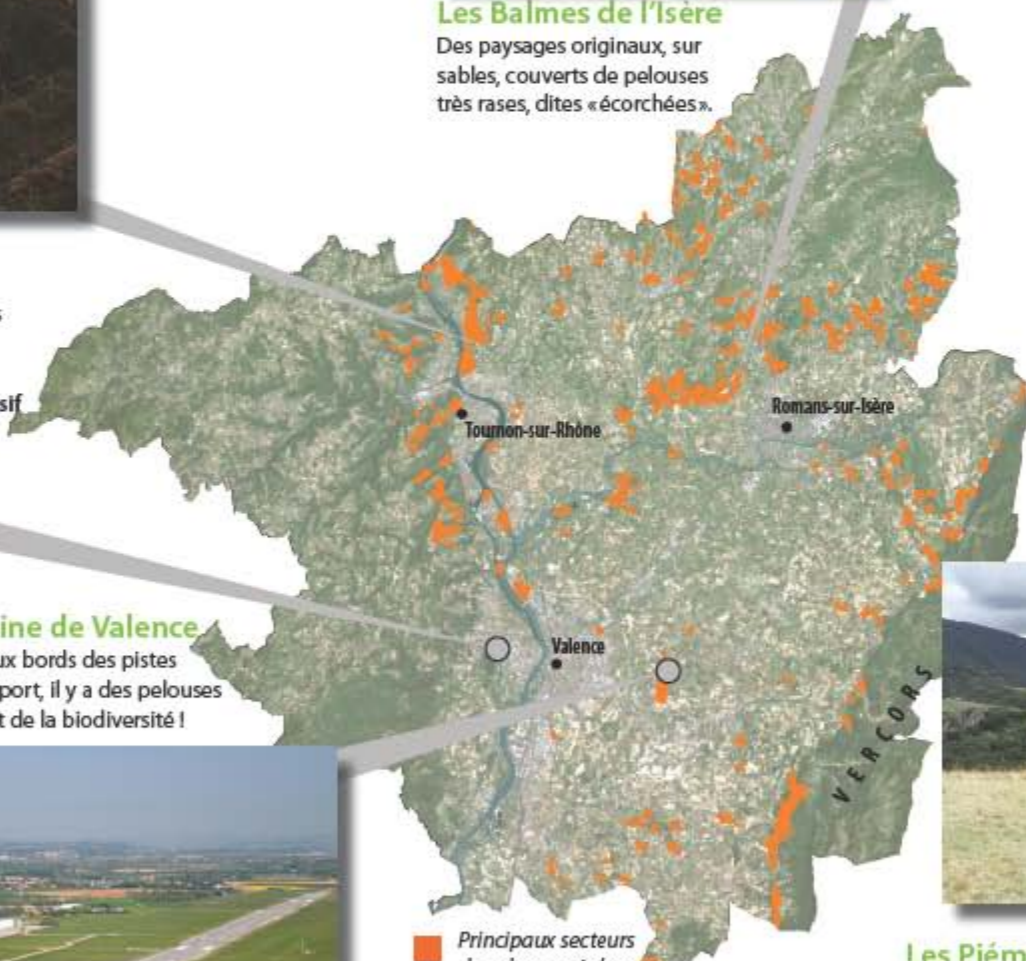 Les Balmes de l'Isère
Des paysages originaux, sur
sables, couverts de pelouses
très rases, dites «écorchées».
sif
Tournon-sur-Rhône
Romans-sur-Isère
ine de Valence
ux bords des pistes
port, il y a des pelouses
t de la biodiversité !
Valence
VERCORS
Principaux secteurs
Les Piém